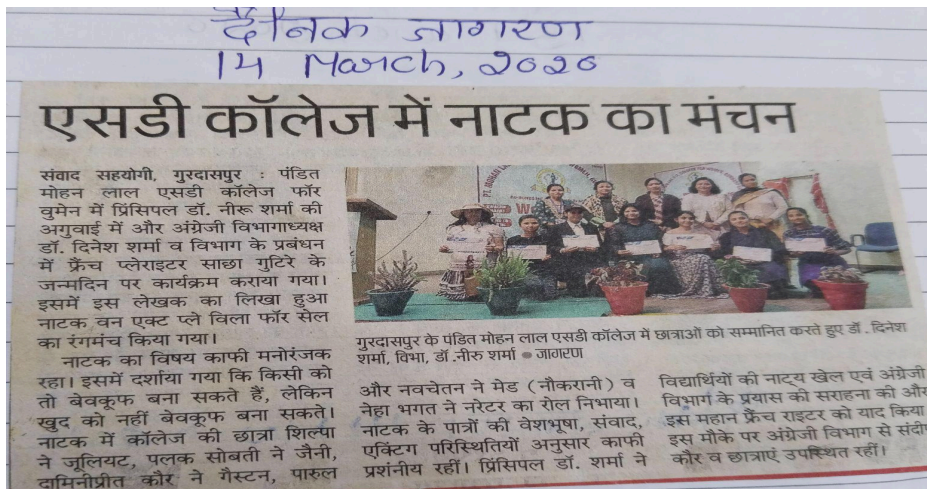 दैनिक जागरण
14 March, 2020
एसडी कॉलेज में नाटक का मंचन
संवाद सहयोगी, गुरदासपुर : पंडित
मोहन लाल एसडी कॉलेज फॉर
वुमेन में प्रिंसिपल डॉ. नीरू शर्मा की
अगुवाई में और अंग्रेजी विभागाध्यक्ष
डॉ. दिनेश शर्मा व विभाग के प्रबंधन
में फ्रैंच प्लेराइटर साछा गुटिरे के
जन्मदिन पर कार्यक्रम कराया गया।
इसमें इस लेखक का लिखा हुआ
नाटक वन एक्ट प्ले विला फॉर सेल
का रंगमंच किया गया।
नाटक का विषय काफी मनोरंजक
रहा। इसमें दर्शाया गया कि किसी को
तो बेवकूफ बना सकते हैं, लेकिन
खुद को नहीं बेवकूफ बना सकते।
नाटक में कॉलेज की छात्रा शिल्पा
ने जूलियट, पलक सोबती ने जैनी,
दामिनीप्रीत कौर ने गैस्टन, पारुल
गुरदासपुर के पंडित मोहन लाल एसडी कॉलेज में छात्राओं को सम्मानित करते हुए डॉ .दिनेश
शर्मा, विभा, डॉ .नीरु शर्मा ● जागरण
और नवचेतन ने मेड (नौकरानी) व
नेहा भगत ने नरेटर का रोल निभाया।
नाटक के पात्रों की वेशभूषा, संवाद,
एक्टिंग परिस्थितियों अनुसार काफी
प्रशंनीय रहीं। प्रिंसिपल डॉ. शर्मा ने
विद्यार्थियों की नाट्य खेल एवं अंग्रेजी
विभाग के प्रयास को सराहना की और
इस महान फ्रैंच राइटर को याद किया
इस मौके पर अंग्रेजी विभाग से संदीप
कौर व छात्राएं उपस्थित रहीं।